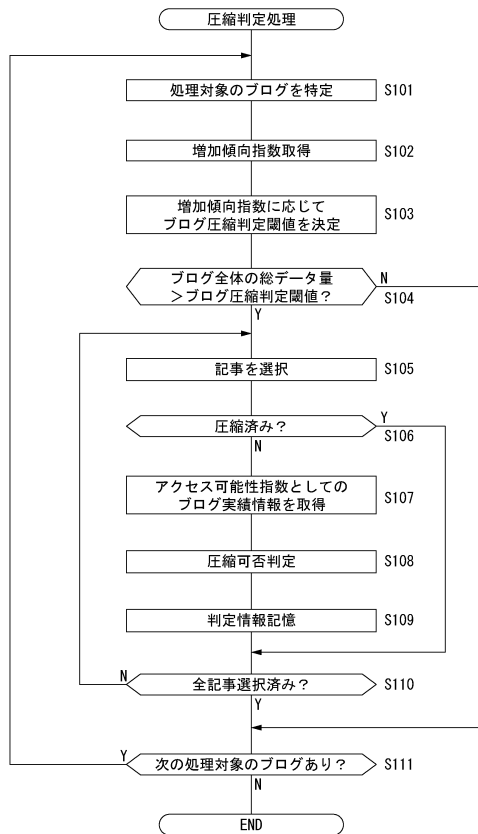 圧縮判定処理
処理対象のブログを特定
S101
増加傾向指数取得
S102
増加傾向指数に応じて
ブログ圧縮判定閾値を決定
S103
ブログ全体の総データ量
＞ブログ圧縮判定閾値？
N
S104
Y
記事を選択
S105
圧縮済み？
Y
S106
N
アクセス可能性指数としての
ブログ実績情報を取得
S107
圧縮可否判定
S108
判定情報記憶
S109
N
全記事選択済み？
S110
Y
Y
次の処理対象のブログあり？
S111
N
END